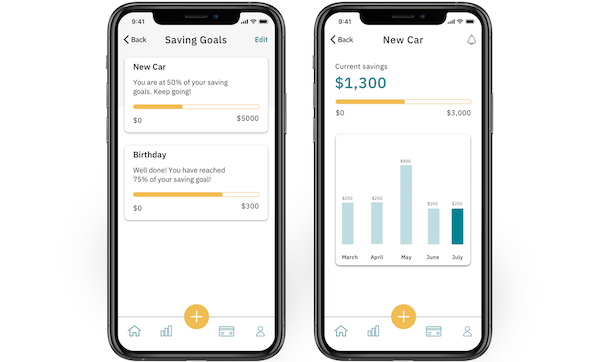 9:41
Back
Saving Goals
Edit
New Car
You are at 50% of your saving
goals. Keep going!
$0
$5000
Birthday
Well done! You have reached
75% of your saving goal!
$0
$300
9:41
Back
New Car
Current savings
$1,300
$0
$3,000
$250
$250
$400
$200
$200
March
April
May
June
July